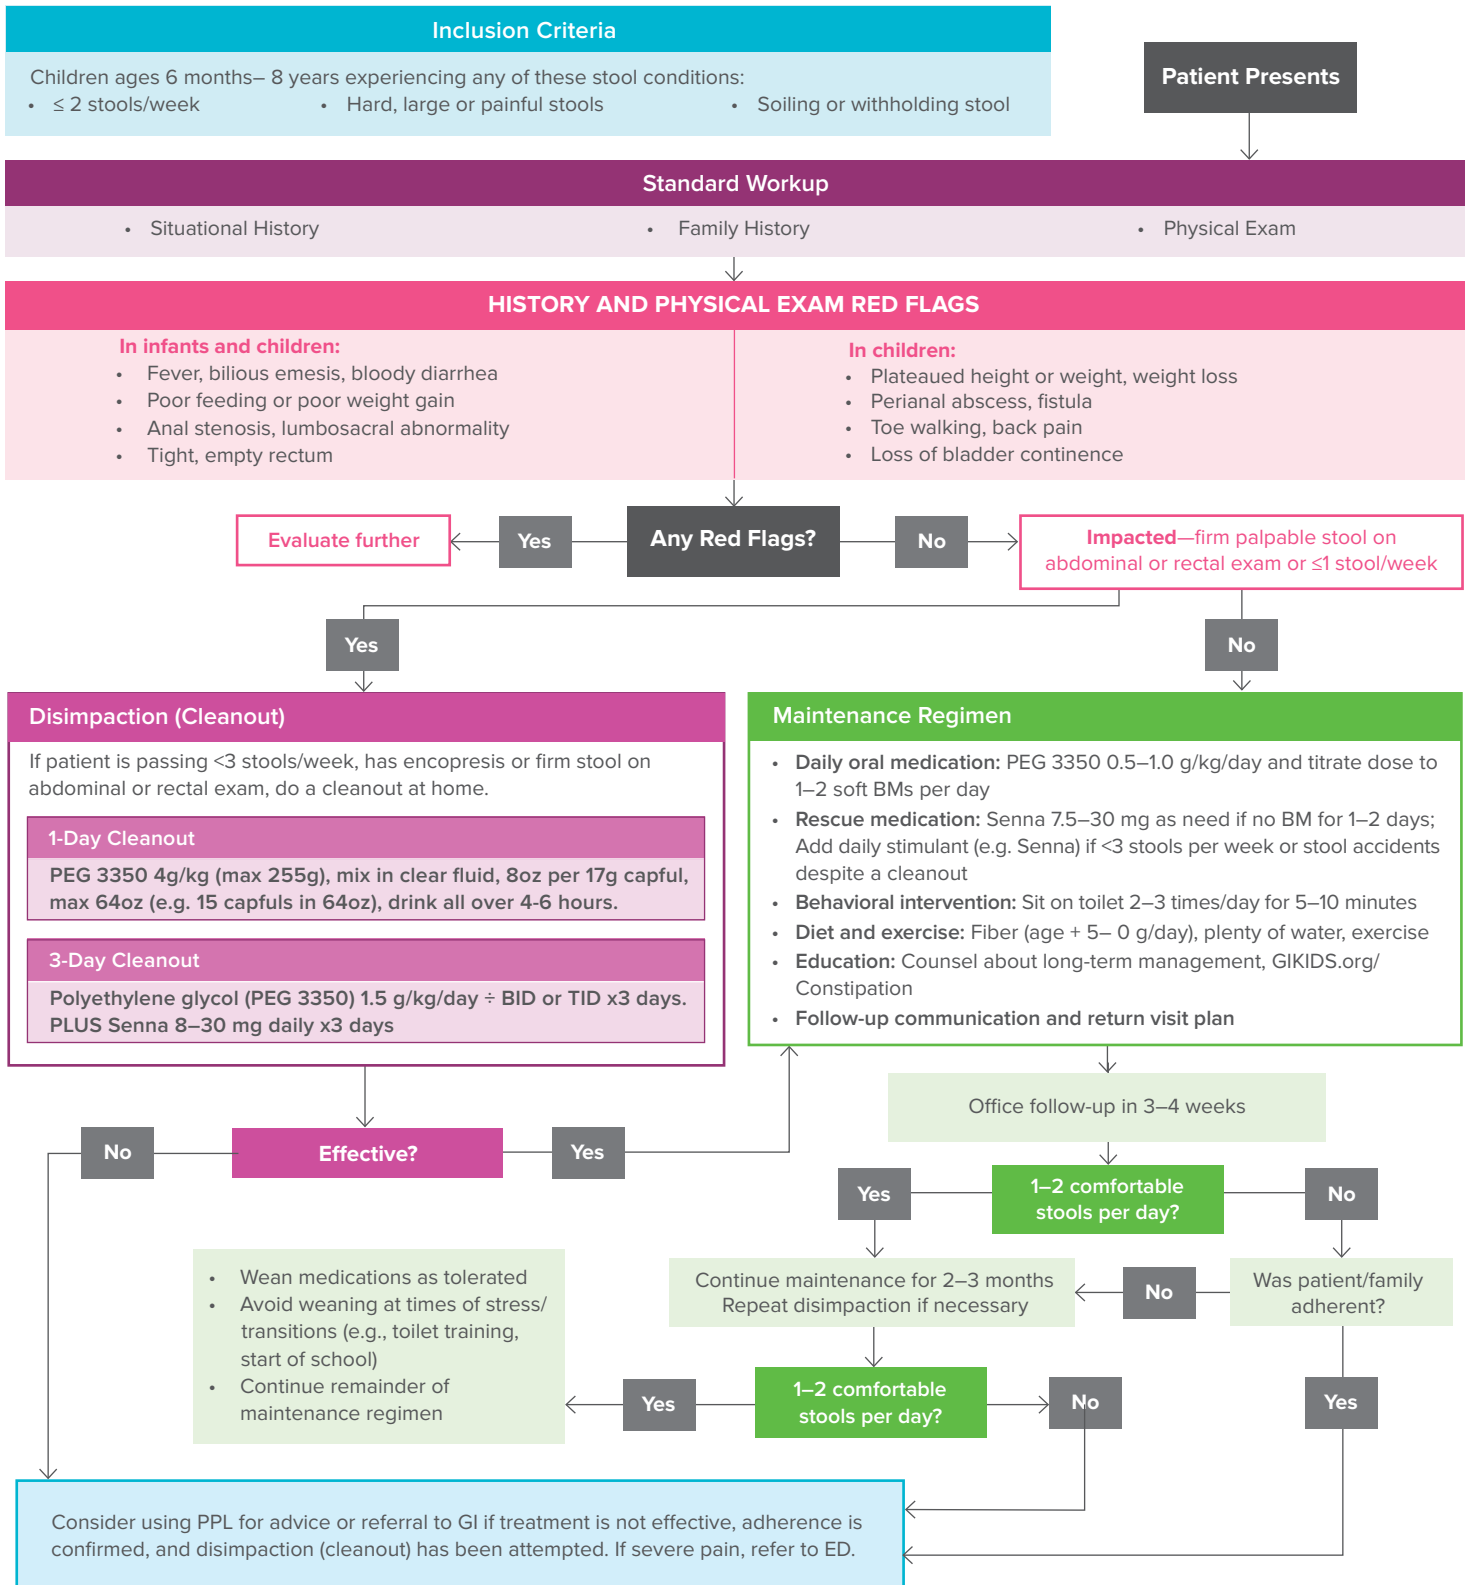 Inclusion Criteria
Children ages 6 months– 8 years experiencing any of these stool conditions:
• ≤ 2 stools/week
• Hard, large or painful stools
• Soiling or withholding stool
Patient Presents
Standard Workup
• Situational History
• Family History
• Physical Exam
HISTORY AND PHYSICAL EXAM RED FLAGS
In infants and children:
• Fever, bilious emesis, bloody diarrhea
• Poor feeding or poor weight gain
• Anal stenosis, lumbosacral abnormality
• Tight, empty rectum
In children:
• Plateaued height or weight, weight loss
• Perianal abscess, fistula
• Toe walking, back pain
• Loss of bladder continence
Evaluate further
Yes
Any Red Flags?
No
Impacted—firm palpable stool on
abdominal or rectal exam or ≤1 stool/week
Yes
No
Disimpaction (Cleanout)
If patient is passing <3 stools/week, has encopresis or firm stool on
abdominal or rectal exam, do a cleanout at home.
1-Day Cleanout
PEG 3350 4g/kg (max 255g), mix in clear fluid, 8oz per 17g capful,
max 64oz (e.g. 15 capfuls in 64oz), drink all over 4-6 hours.
3-Day Cleanout
Polyethylene glycol (PEG 3350) 1.5 g/kg/day ÷ BID or TID x3 days.
PLUS Senna 8–30 mg daily x3 days
Maintenance Regimen
• Daily oral medication: PEG 3350 0.5–1.0 g/kg/day and titrate dose to
1–2 soft BMs per day
• Rescue medication: Senna 7.5–30 mg as need if no BM for 1–2 days;
Add daily stimulant (e.g. Senna) if <3 stools per week or stool accidents
despite a cleanout
• Behavioral intervention: Sit on toilet 2–3 times/day for 5–10 minutes
• Diet and exercise: Fiber (age + 5– 0 g/day), plenty of water, exercise
• Education: Counsel about long-term management, GIKIDS.org/
Constipation
• Follow-up communication and return visit plan
No
Effective?
Yes
Office follow-up in 3–4 weeks
Yes
1–2 comfortable
stools per day?
No
Continue maintenance for 2–3 months
Repeat disimpaction if necessary
No
Was patient/family
adherent?
• Wean medications as tolerated
• Avoid weaning at times of stress/
transitions (e.g., toilet training,
start of school)
• Continue remainder of
maintenance regimen
Yes
1–2 comfortable
stools per day?
No
Yes
Consider using PPL for advice or referral to GI if treatment is not effective, adherence is
confirmed, and disimpaction (cleanout) has been attempted. If severe pain, refer to ED.